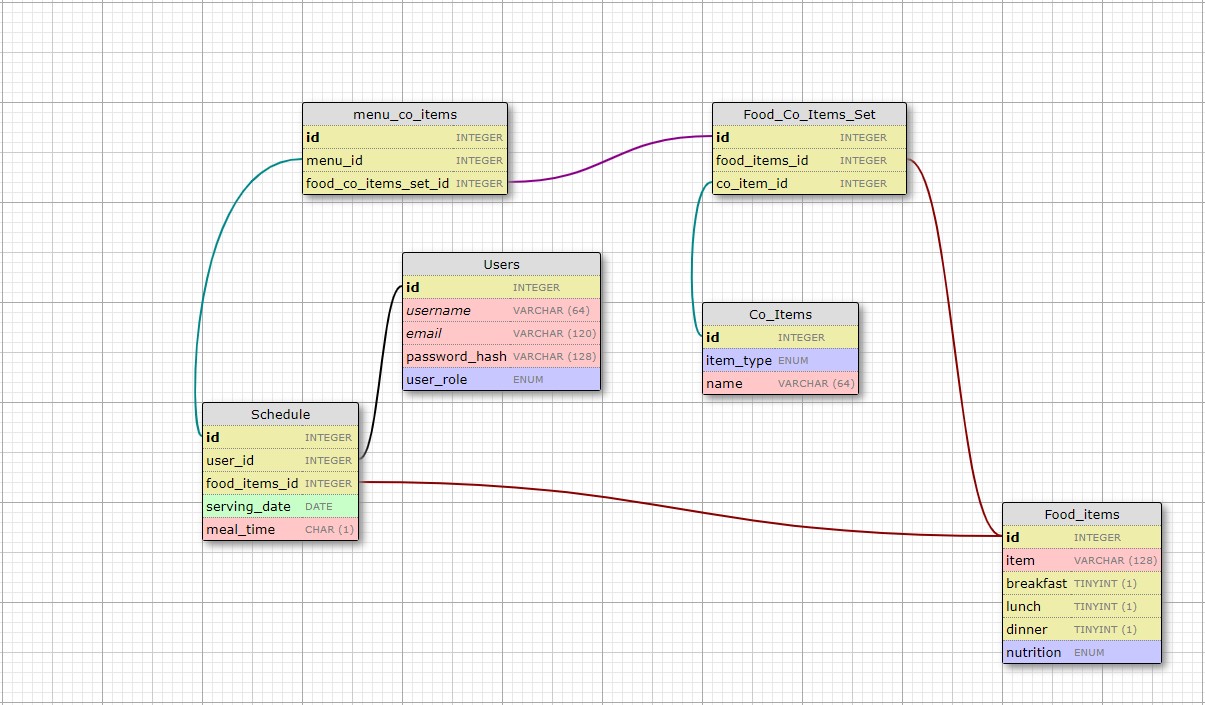 menu_co_items
id INTEGER
menu_id INTEGER
food_co_items_set_id INTEGER
Food_Co_Items_Set
id INTEGER
food_items_id INTEGER
co_item_id INTEGER
Users
id INTEGER
username VARCHAR (64)
email VARCHAR (120)
password_hash VARCHAR (128)
user_role ENUM
Co_Items
id INTEGER
item_type ENUM
name VARCHAR (64)
Schedule
id INTEGER
user_id INTEGER
food_items_id INTEGER
serving_date DATE
meal_time CHAR (1)
Food_items
id INTEGER
item VARCHAR (128)
breakfast TINYINT (1)
lunch TINYINT (1)
dinner TINYINT (1)
nutrition ENUM